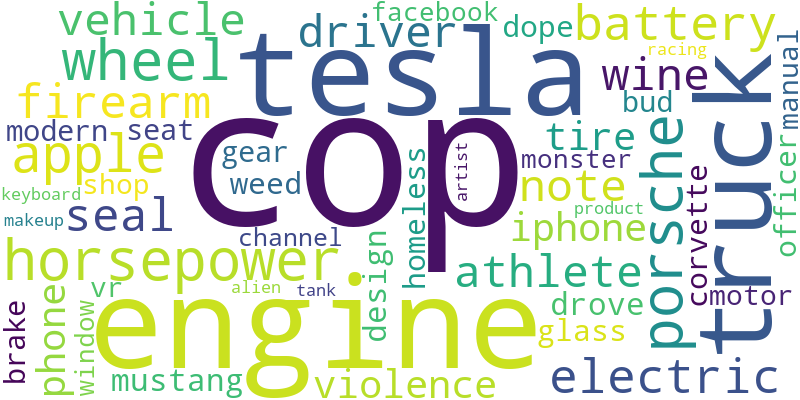 facebook
vehicle
driver
dope
battery
racing
wheel
tesla
wine
manual
firearm
cop
bud
truck
modern
seat
apple
gear
tire
shop
weed
artist
monster
porsche
keyboard
seal
homeless
note
corvette
officer
makeup
channel
iphone
product
horsepower
design
athlete
vr
alien
tank
motor
brake
phone
window
engine
drove
glass
mustang
violence
electric